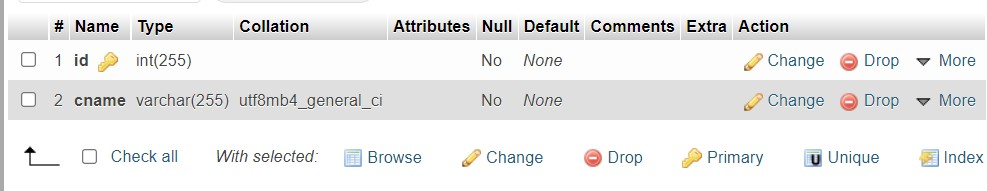 # Name Type Collation Attributes Null Default Comments Extra Action
1 id int(255) No None Change Drop More
2 cname varchar(255) utf8mb4_general_ci No None Change Drop More
Check all With selected: Browse Change Drop Primary U Unique Index